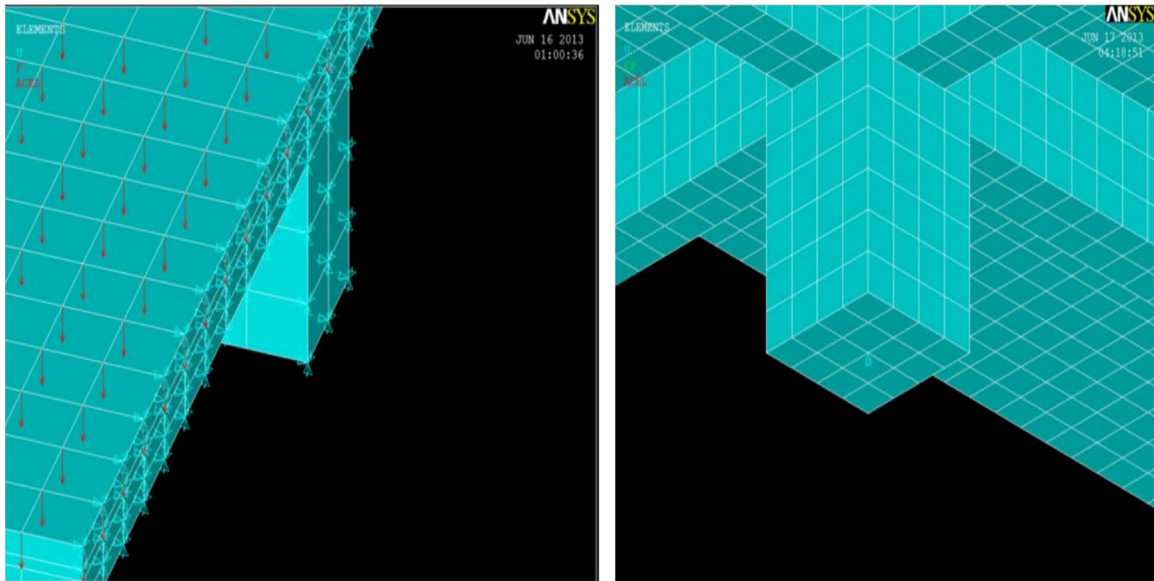 ANSYS
ELEMENTS
JUN 16 2013
01:00:36
U
F
ACEL
ANSYS
ELEMENTS
JUN 17 2013
04:18:51
U
CP
ACEL